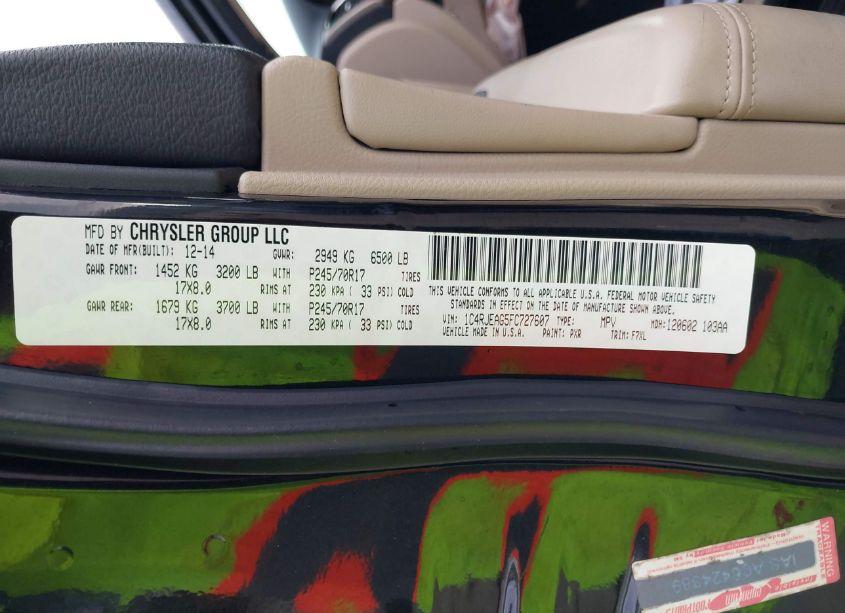 MFD BY CHRYSLER GROUP LLC
DATE OF MFR(BUILT): 12-14 GVWR: 2949 KG 6500 LB
GAWR FRONT: 1452 KG 3200 LB WITH P245/70R17 TIRES
17X8.0 RIMS AT 230 KPA ( 33 PSI) COLD
GAWR REAR: 1679 KG 3700 LB WITH P245/70R17 TIRES
17X8.0 RIMS AT 230 KPA ( 33 PSI) COLD
THIS VEHICLE CONFORMS TO ALL APPLICABLE U.S.A. FEDERAL MOTOR VEHICLE SAFETY
STANDARDS IN EFFECT ON THE DATE OF MANUFACTURE SHOWN ABOVE.
VIN: 1C4RJEAG5FC727607 TYPE: MPV MDH: 120602 103AA
VEHICLE MADE IN U.S.A. PAINT: PXR TRIM: F7XL
WARNING
TRACEABLE